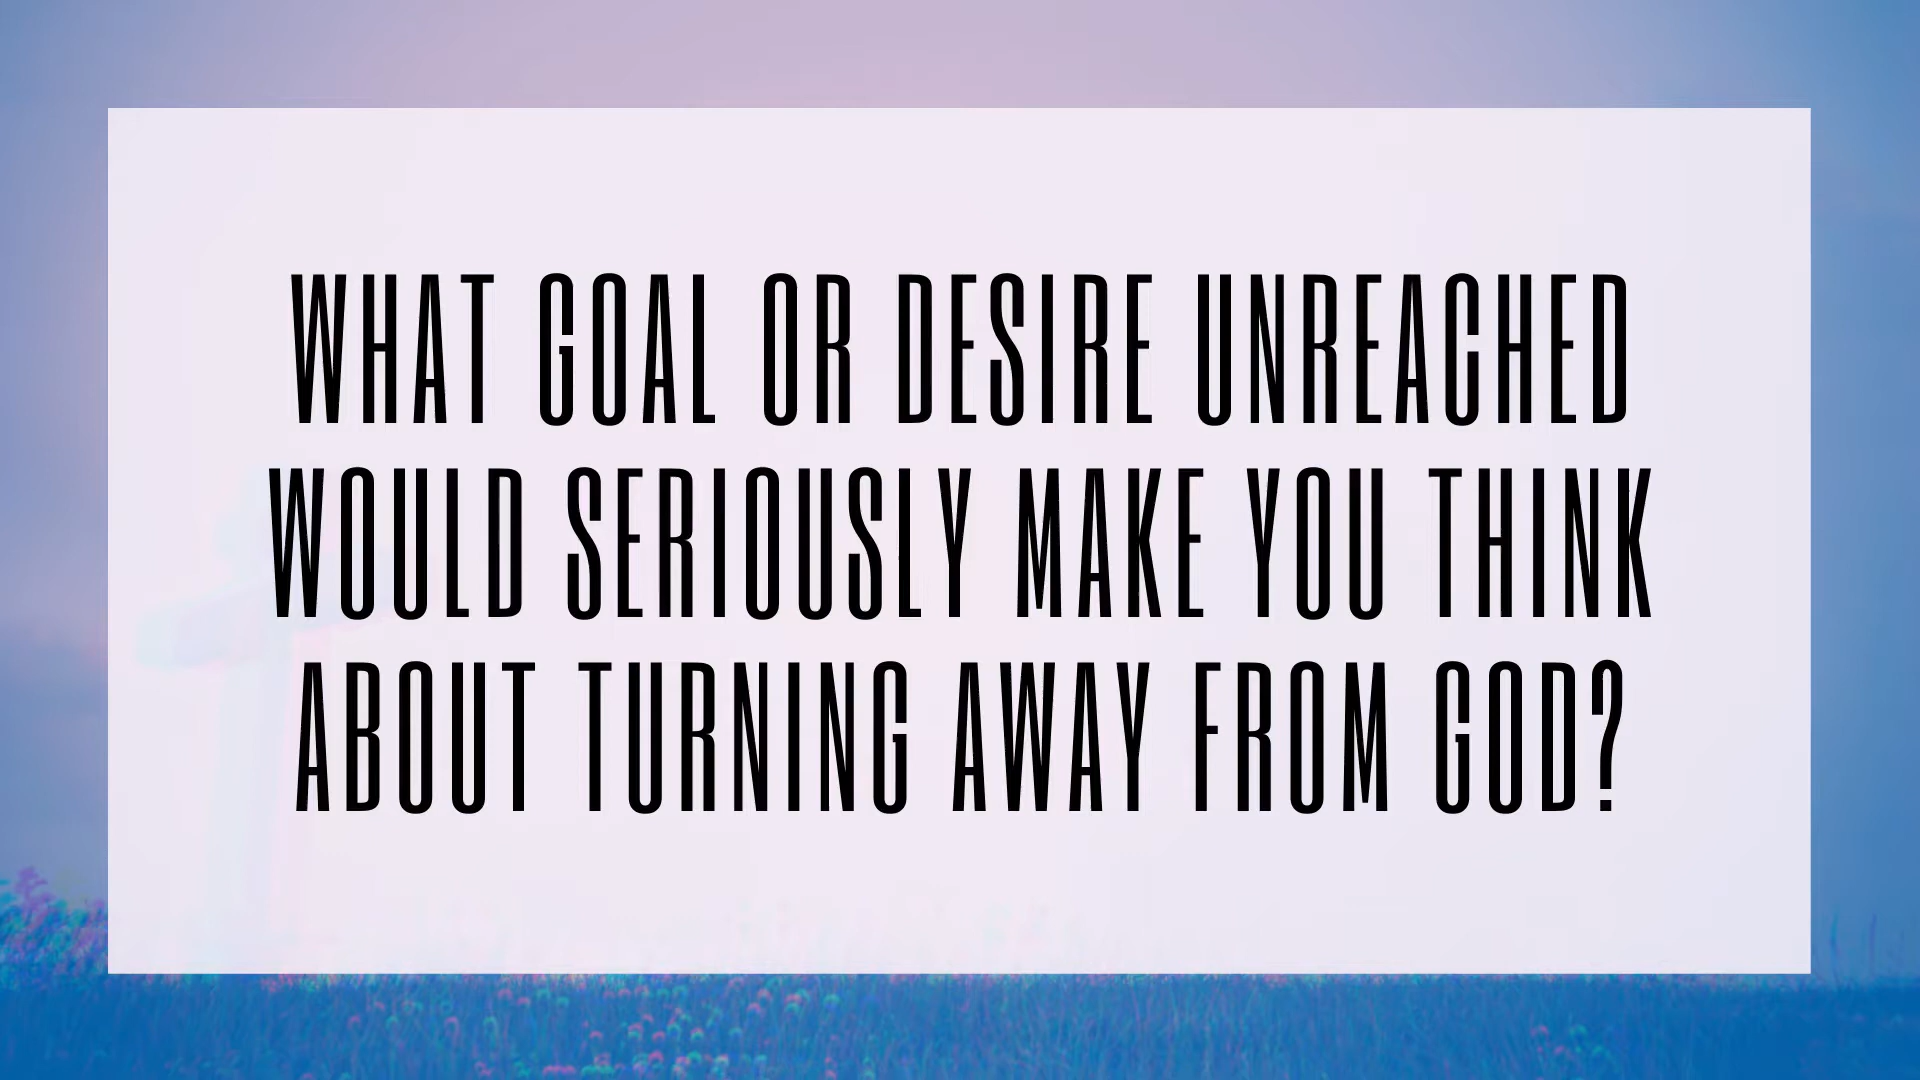 WHAT GOAL OR DESIRE UNREACHED
WOULD SERIOUSLY MAKE YOU THINK
ABOUT TURNING AWAY FROM GOD?